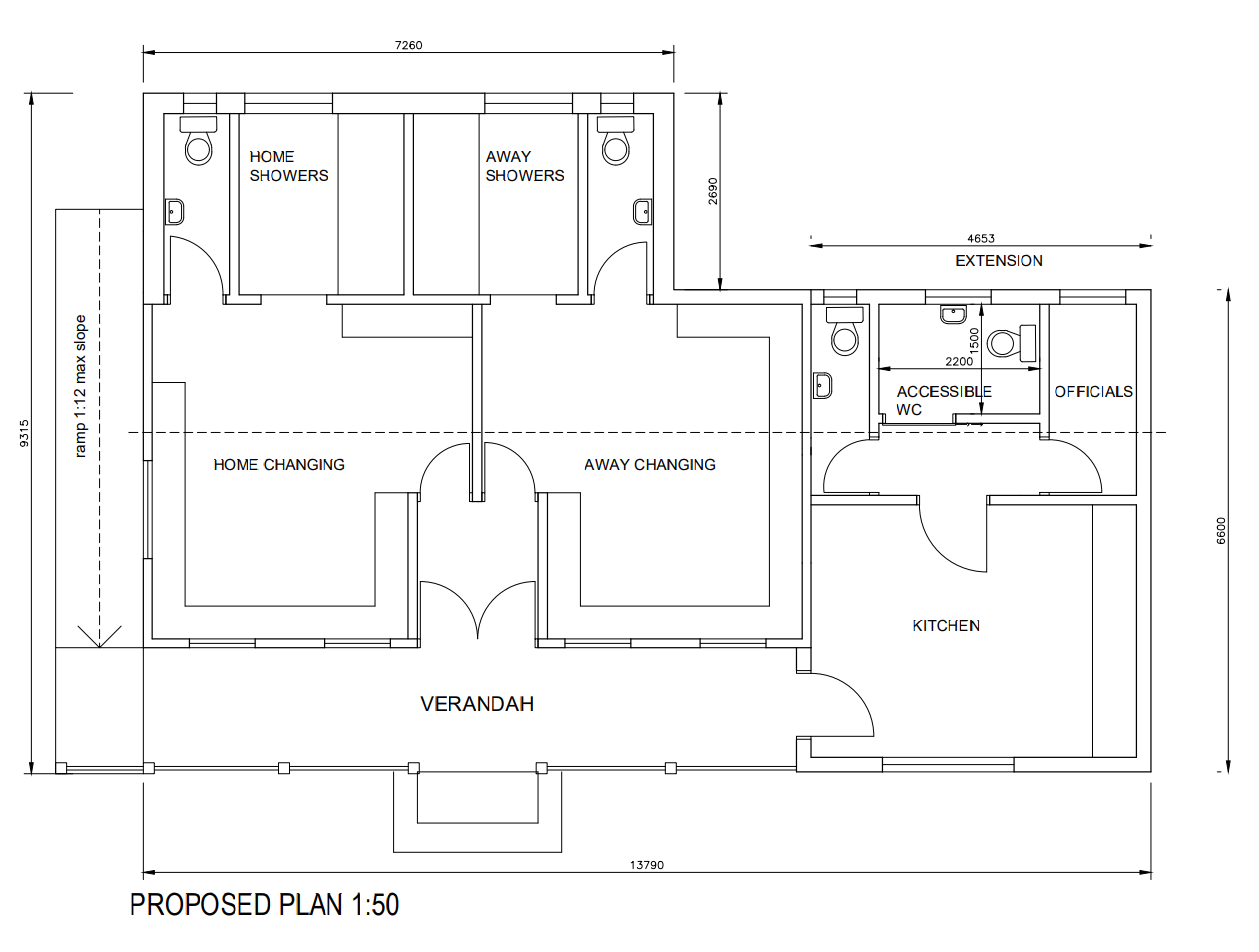 7260
HOME
SHOWERS
AWAY
SHOWERS
2690
4653
EXTENSION
ramp 1:12 max slope
1500
2200
ACCESSIBLE
WC
OFFICIALS
9315
HOME CHANGING
AWAY CHANGING
6600
KITCHEN
VERANDAH
13790
PROPOSED PLAN 1:50